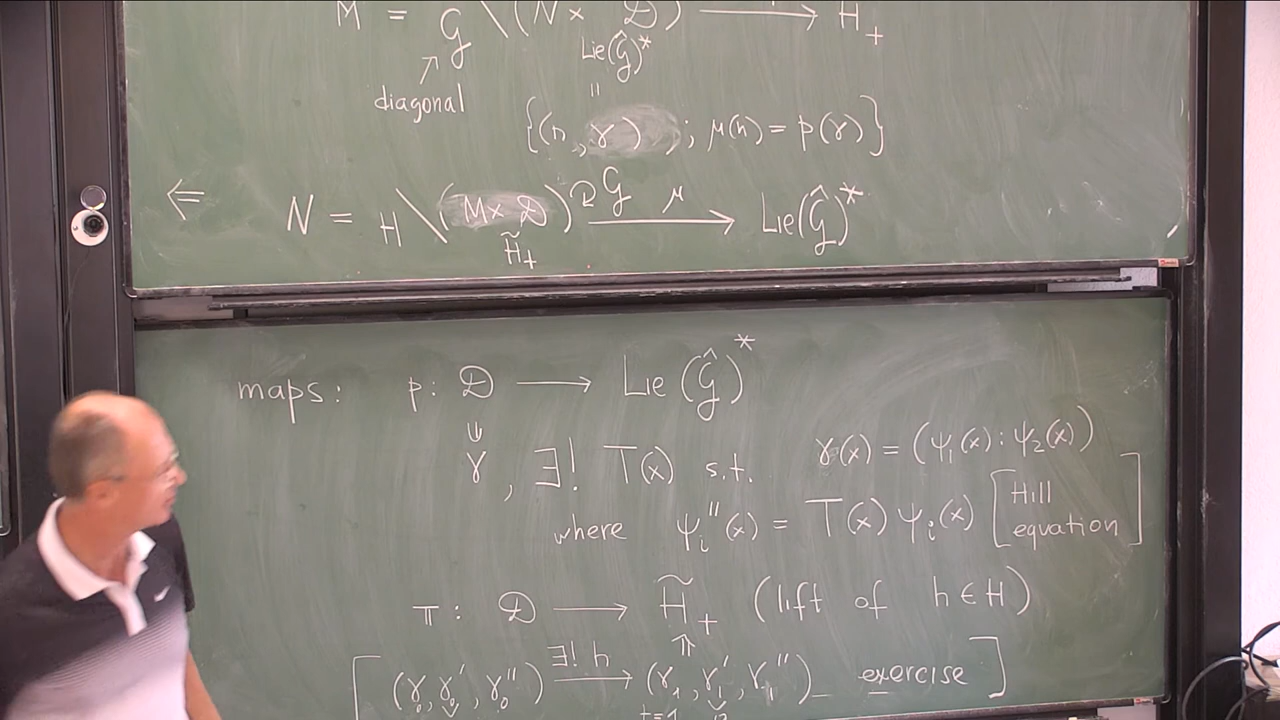 M = G \ (N × D) ⟶ H₊
Lie(Ĝ)*
diagonal
{(n, γ) ; μ(n) = p(γ)}
⇐ N = H \ (M × D) ↻ G —μ→ Lie(Ĝ)*
H̃₊
maps: p: D ⟶ Lie(Ĝ)*
γ, ∃! T(x) s.t. γ(x) = (ψ₁(x) : ψ₂(x))
where ψᵢ''(x) = T(x) ψᵢ(x) [Hill equation]
π : D ⟶ H̃₊ (lift of h ∈ H)
[(γ₀, γ₀', γ₀'') —∃! h→ (γ₁, γ₁', γ₁'') exercise]
t=1